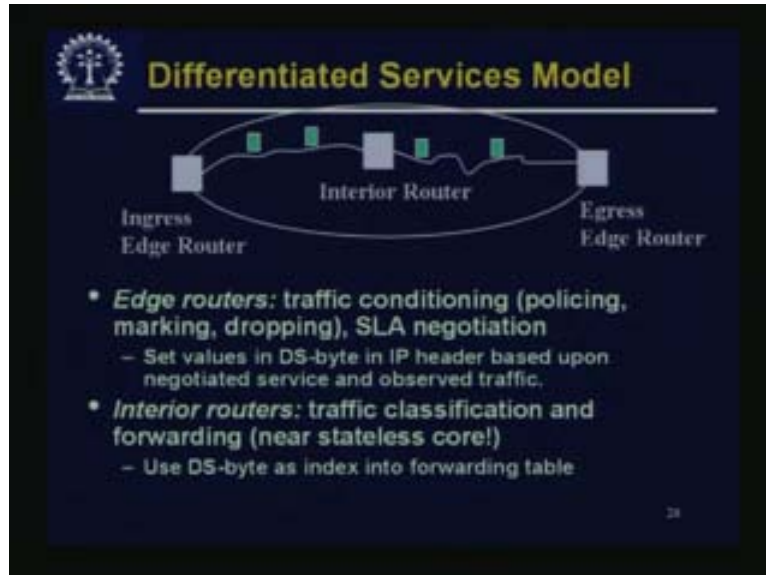 Differentiated Services Model
Interior Router
Ingress
Edge Router
Egress
Edge Router
• Edge routers: traffic conditioning (policing,
marking, dropping), SLA negotiation
– Set values in DS-byte in IP header based upon
negotiated service and observed traffic.
• Interior routers: traffic classification and
forwarding (near stateless core!)
– Use DS-byte as index into forwarding table
28